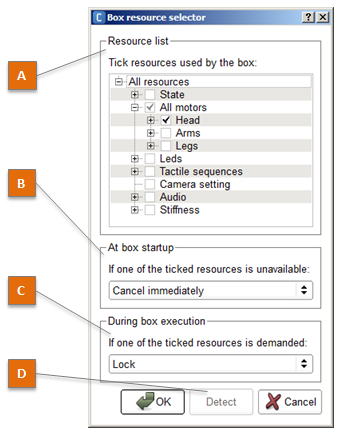 C Box resource selector ? X
A
Resource list
Tick resources used by the box:
All resources
State
All motors
Head
Arms
Legs
Leds
Tactile sequences
Camera setting
Audio
Stiffness
B
At box startup
If one of the ticked resources is unavailable:
Cancel immediately
C
During box execution
If one of the ticked resources is demanded:
Lock
D
OK Detect Cancel